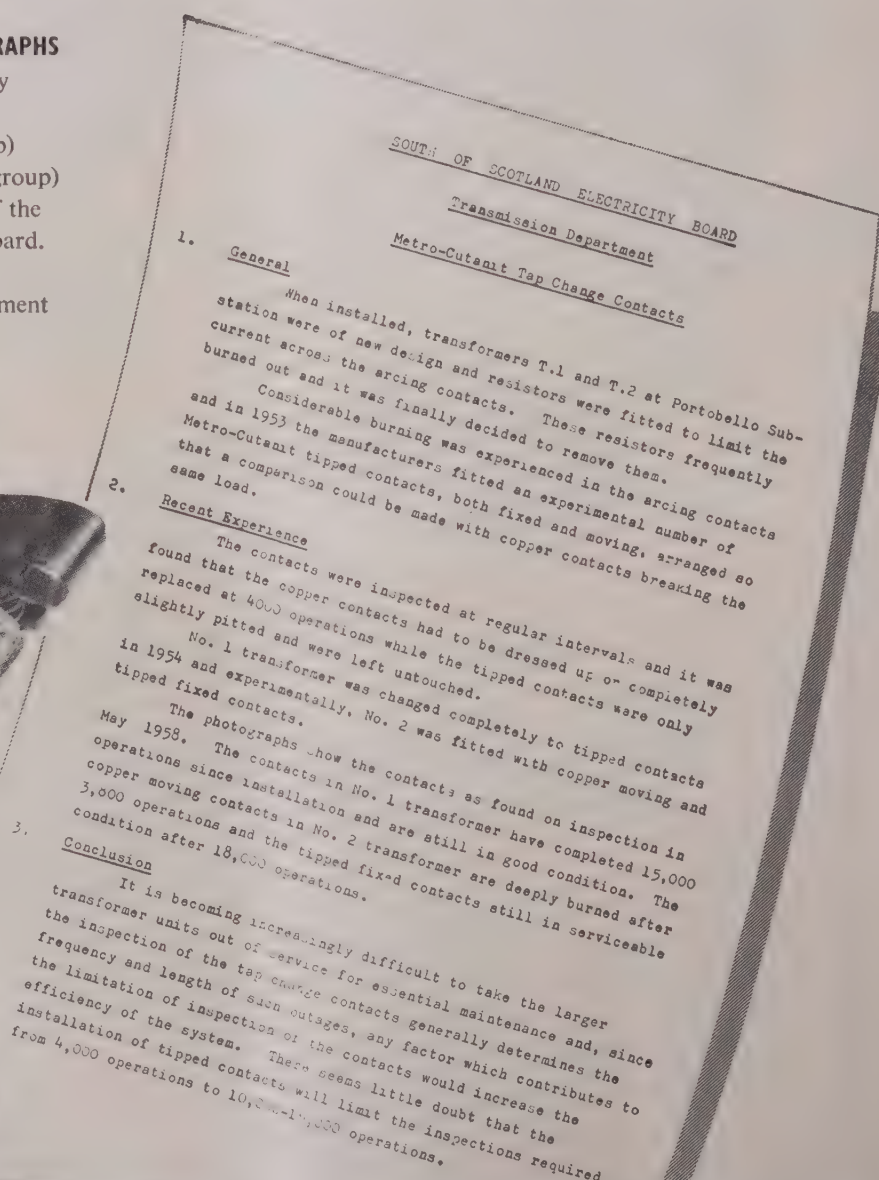 RAPHS
y
o)
group)
f the
oard.
ment
SOUTH OF SCOTLAND ELECTRICITY BOARD
Transmission Department
Metro-Cutanit Tap Change Contacts
1.
General
When installed, transformers T.1 and T.2 at Portobello Sub-
station were of new design and resistors were fitted to limit the
current across the arcing contacts. These resistors frequently
burned out and it was finally decided to remove them.
Considerable burning was experienced in the arcing contacts
and in 1953 the manufacturers fitted an experimental number of
Metro-Cutanit tipped contacts, both fixed and moving, arranged so
that a comparison could be made with copper contacts breaking the
same load.
2.
Recent Experience
The contacts were inspected at regular intervals and it was
found that the copper contacts had to be dressed up or completely
replaced at 4000 operations while the tipped contacts were only
slightly pitted and were left untouched.
No. 1 transformer was changed completely to tipped contacts
in 1954 and experimentally, No. 2 was fitted with copper moving and
tipped fixed contacts.
The photographs show the contacts as found on inspection in
May 1958. The contacts in No. 1 transformer have completed 15,000
operations since installation and are still in good condition. The
copper moving contacts in No. 2 transformer are deeply burned after
operations and the tipped fixed contacts still in serviceable
condition after 18,000 operations.
3.
Conclusion
It is becoming increasingly difficult to take the larger
transformer units out of service for essential maintenance and, since
the inspection of the tap change contacts generally determines the
frequency and length of such outages, any factor which contributes to
the limitation of inspection of the contacts would increase the
efficiency of the system. There seems little doubt that the
installation of tipped contacts will limit the inspections required
from 4,000 operations to operations.